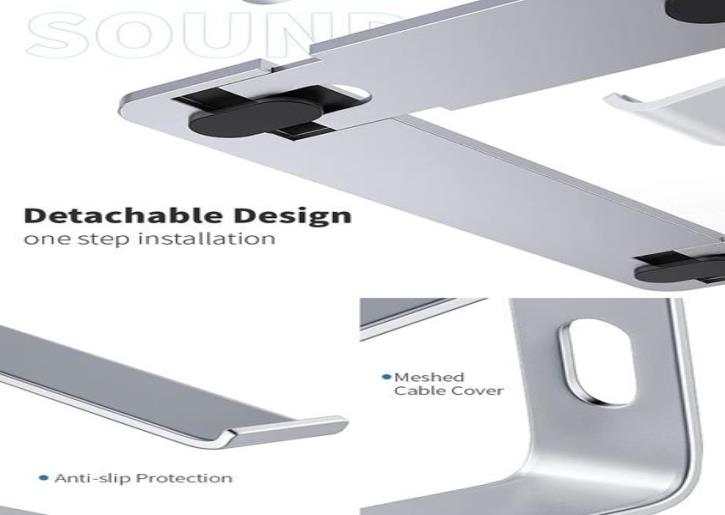 SOUND
Detachable Design
one step installation
Meshed
Cable Cover
Anti-slip Protection